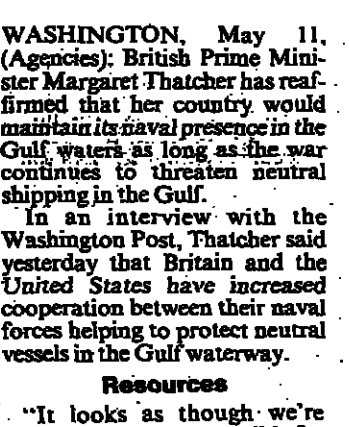 WASHINGTON, May 11,
(Agencies): British Prime Mini-
ster Margaret Thatcher has reaf-
firmed that her country would
maintain its naval presence in the
Gulf waters as long as the war
continues to threaten neutral
shipping in the Gulf.
In an interview with the
Washington Post, Thatcher said
yesterday that Britain and the
United States have increased
cooperation between their naval
forces helping to protect neutral
vessels in the Gulf waterway.
Resources
"It looks as though we're